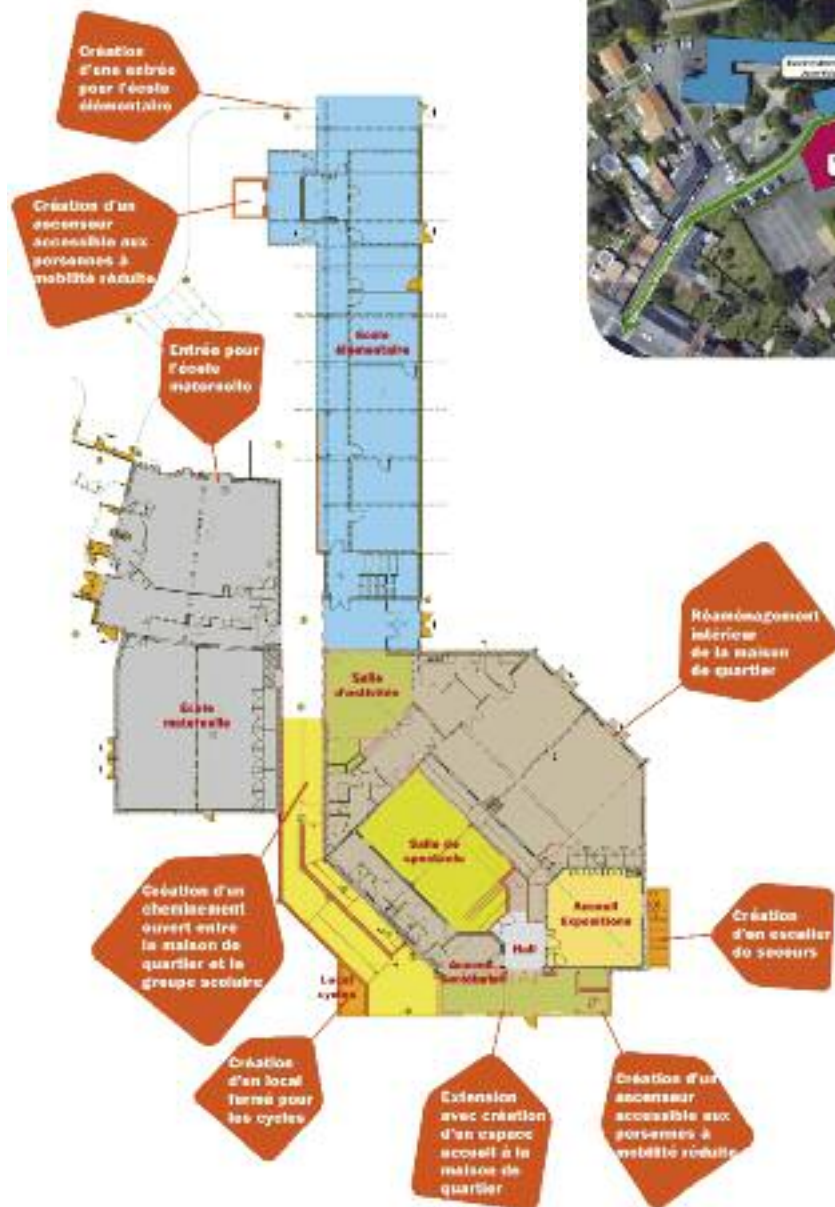 Création
d'une entrée
pour l'école
élémentaire
Création d'un
ascenseur
accessible aux
personnes à
mobilité réduite
Entrée pour
l'école
maternelle
Ecole
élémentaire
Réaménagement
intérieur
de la maison
de quartier
Salle
d'activités
Ecole
maternelle
Salle de
spectacle
Création d'un
cheminement
ouvert entre
la maison de
quartier et le
groupe scolaire
Accueil
Expositions
Hall
Accueil
Local
cycles
Création
d'un escalier
de secours
Création
d'un local
fermé pour
les cycles
Extension
avec création
d'un espace
accueil à la
maison de
quartier
Création d'un
ascenseur
accessible aux
personnes à
mobilité réduite